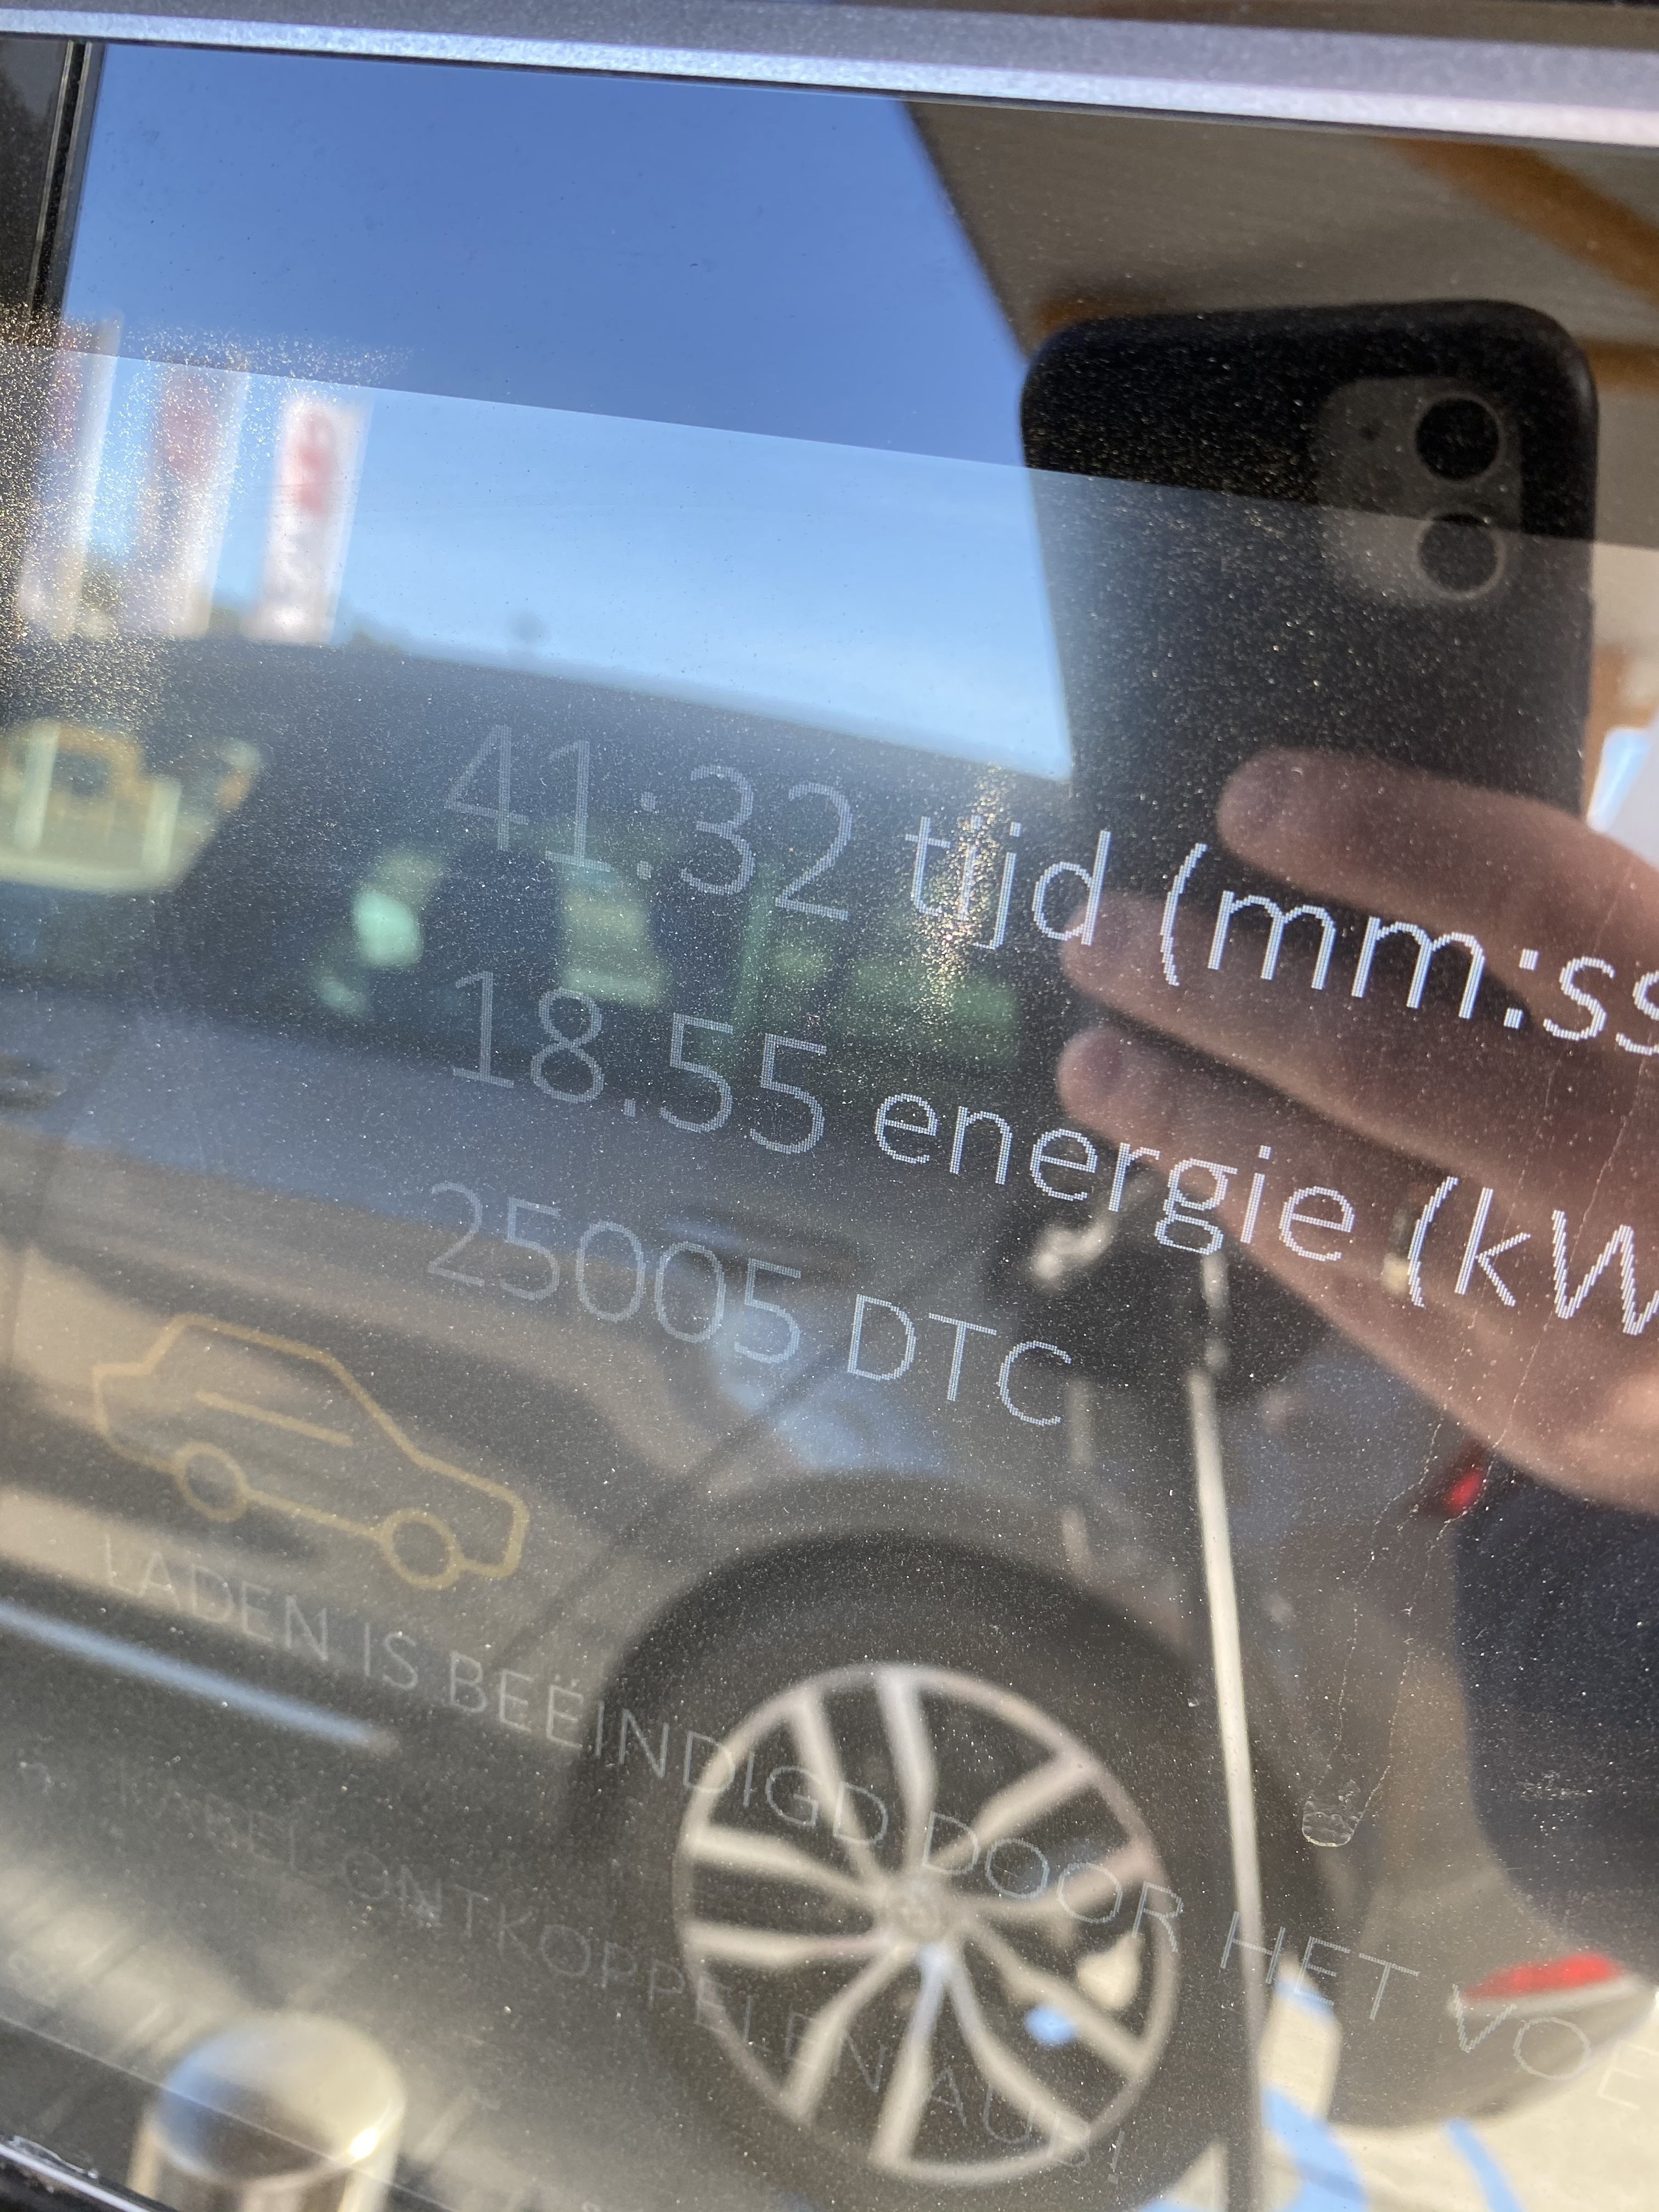 41:32 tijd (mm:ss
18.55 energie (kW
25005 DTC
LADEN IS BEËINDIGD DOOR HET VOE
KABEL ONTKOPPELEN AUB!